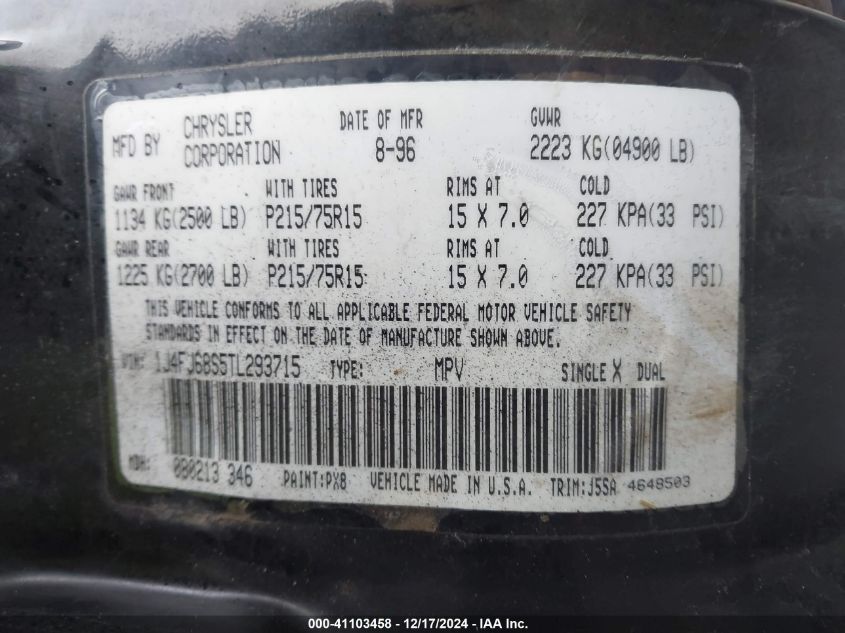 MFD BY CHRYSLER CORPORATION DATE OF MFR 8-96 GVWR 2223 KG(04900 LB)
GAWR FRONT WITH TIRES RIMS AT COLD
1134 KG(2500 LB) P215/75R15 15 X 7.0 227 KPA(33 PSI)
GAWR REAR WITH TIRES RIMS AT COLD
1225 KG(2700 LB) P215/75R15 15 X 7.0 227 KPA(33 PSI)
THIS VEHICLE CONFORMS TO ALL APPLICABLE FEDERAL MOTOR VEHICLE SAFETY
STANDARDS IN EFFECT ON THE DATE OF MANUFACTURE SHOWN ABOVE.
VIN: 1J4FJ68S5TL293715 TYPE: MPV SINGLE X DUAL
MDH: 080213 346 PAINT:PX8 VEHICLE MADE IN U.S.A. TRIM:J5SA 4648503
000-41103458 - 12/17/2024 - IAA Inc.